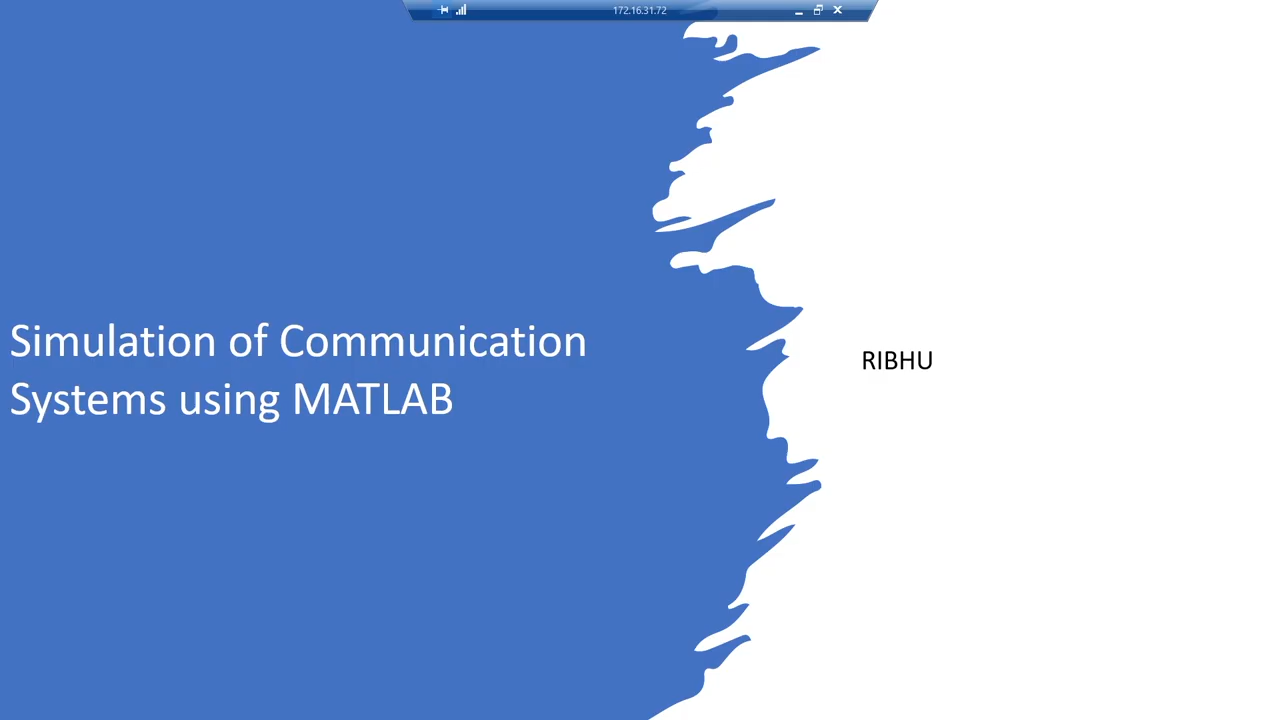 172.16.31.72
Simulation of Communication
Systems using MATLAB
RIBHU